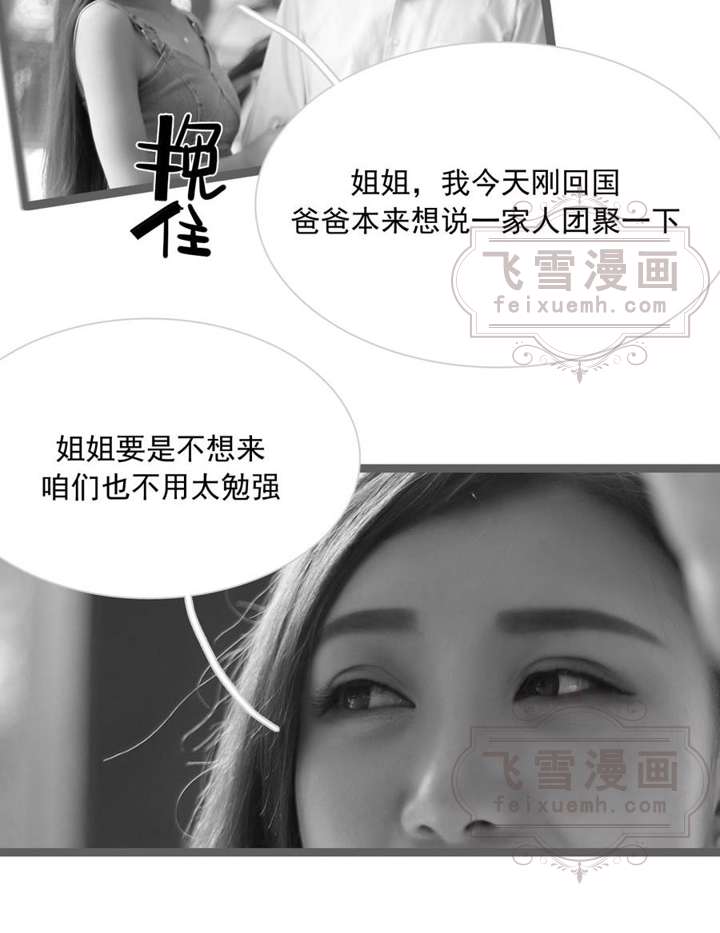 挽住
姐姐，我今天刚回国
爸爸本来想说一家人团聚一下
飞雪漫画
feixuemh.com
姐姐要是不想来
咱们也不用太勉强
飞雪漫画
feixuemh.com